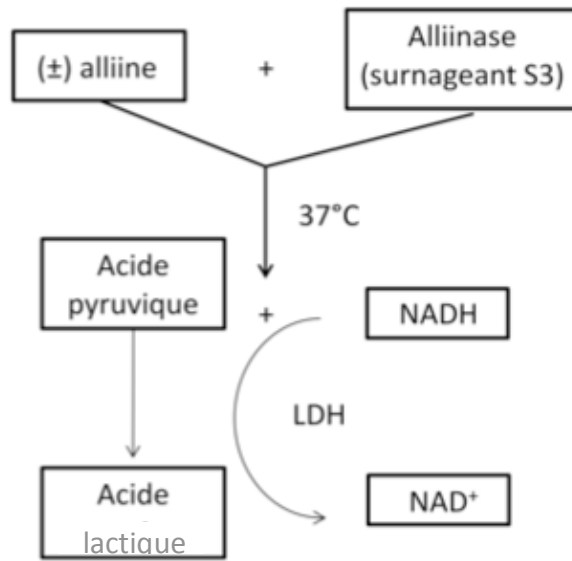 (±) alliine
+
Alliinase
(surnageant S3)
37°C
Acide
pyruvique
+
NADH
LDH
Acide
lactique
NAD⁺